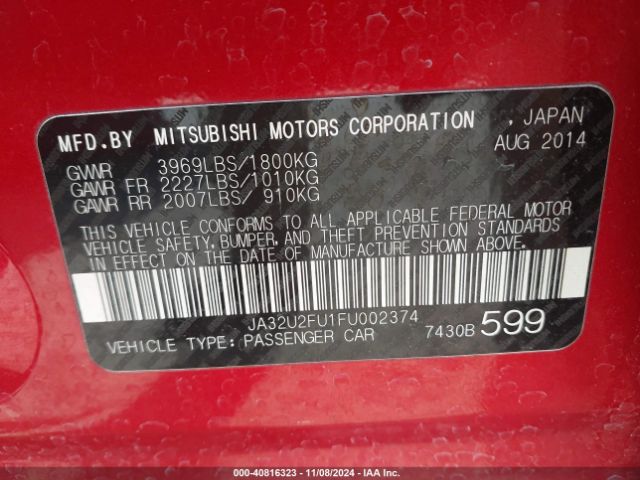 MFD.BY MITSUBISHI MOTORS CORPORATION , JAPAN
AUG 2014
GVWR 3969LBS/1800KG
GAWR FR 2227LBS/1010KG
GAWR RR 2007LBS/ 910KG
THIS VEHICLE CONFORMS TO ALL APPLICABLE FEDERAL MOTOR
VEHICLE SAFETY, BUMPER, AND THEFT PREVENTION STANDARDS
IN EFFECT ON THE DATE OF MANUFACTURE SHOWN ABOVE.
JA32U2FU1FU002374
VEHICLE TYPE: PASSENGER CAR 7430B 599
000-40816323 - 11/08/2024 - IAA Inc.